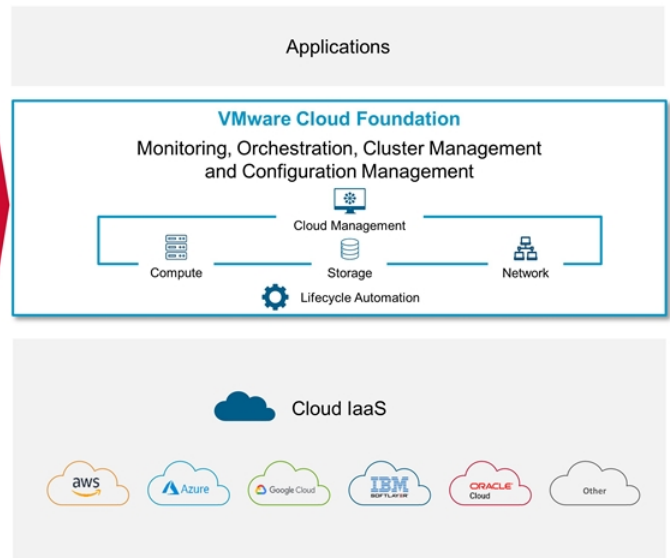 Applications
VMware Cloud Foundation
Monitoring, Orchestration, Cluster Management
and Configuration Management
Cloud Management
Compute
Storage
Network
Lifecycle Automation
Cloud IaaS
aws
Azure
Google Cloud
IBM
SOFTLAYER
ORACLE
Cloud
Other